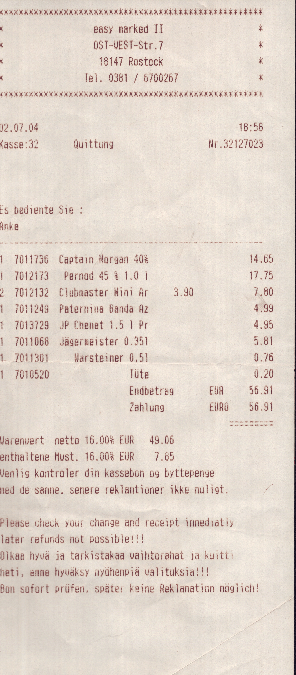 ****************************************************
* easy marked II *
* OST-WEST-Str.7 *
* 18147 Rostock *
* Tel. 0381 / 6700267 *
****************************************************
02.07.04 18:56
Kasse:32 Quittung Nr.32127023
Es bediente Sie :
Anke
1 7011736 Captain Morgan 40% 14.65
1 7012173 Pernod 45 % 1.0 l 17.75
2 7012132 Clubmaster Mini Ar 3.90 7.80
1 7011249 Paternina Banda Az 4.99
1 7013729 JP Chenet 1.5 l Pr 4.95
1 7011068 Jägermeister 0.35l 5.81
1 7011301 Warsteiner 0.5l 0.76
1 7010520 Tüte 0.20
Endbetrag EUR 56.91
Zahlung EURO 56.91
========
Warenwert netto 16.00% EUR 49.06
enthaltene Mwst. 16.00% EUR 7.85
Venlig kontroler din kassebon og byttepenge
med de samme, senere reklamtioner ikke muligt.
Please check your change and receipt immediatly
later refunds not possible!!!
Olkaa hyvä ja tarkistakaa vaihtorahat ja kuitti
heti, emme hyväksy myöhempiä valituksia!!!
Bon sofort prüfen, später keine Reklamation möglich!